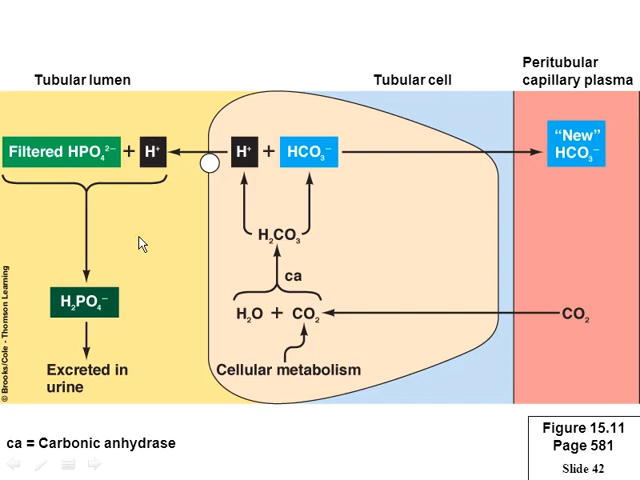 Tubular lumen
Tubular cell
Peritubular
capillary plasma
Filtered HPO₄²⁻ + H⁺
H⁺ + HCO₃⁻
"New"
HCO₃⁻
H₂CO₃
ca
H₂PO₄⁻
H₂O + CO₂
CO₂
Excreted in
urine
Cellular metabolism
© Brooks/Cole - Thomson Learning
ca = Carbonic anhydrase
Figure 15.11
Page 581
Slide 42